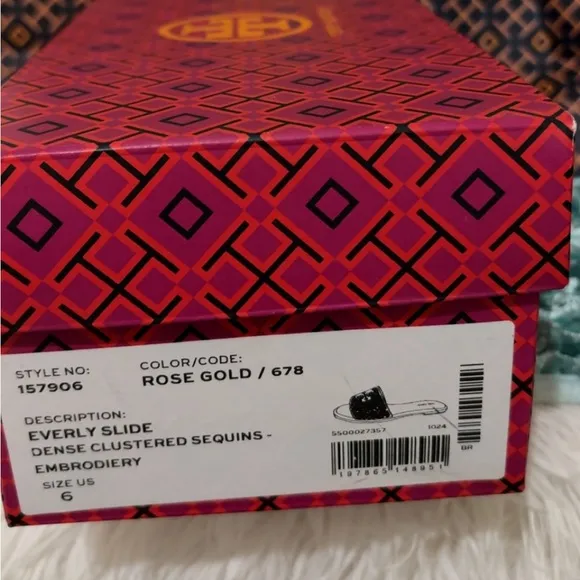 STYLE NO:
157906
COLOR/CODE:
ROSE GOLD / 678
DESCRIPTION:
EVERLY SLIDE
DENSE CLUSTERED SEQUINS -
EMBRODIERY
SIZE US
6
5500027357 1024
197865148951
BR